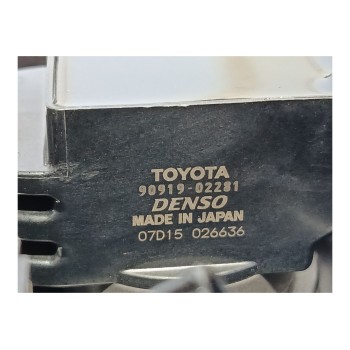 TOYOTA
90919-02281
DENSO
MADE IN JAPAN
07D15 026636